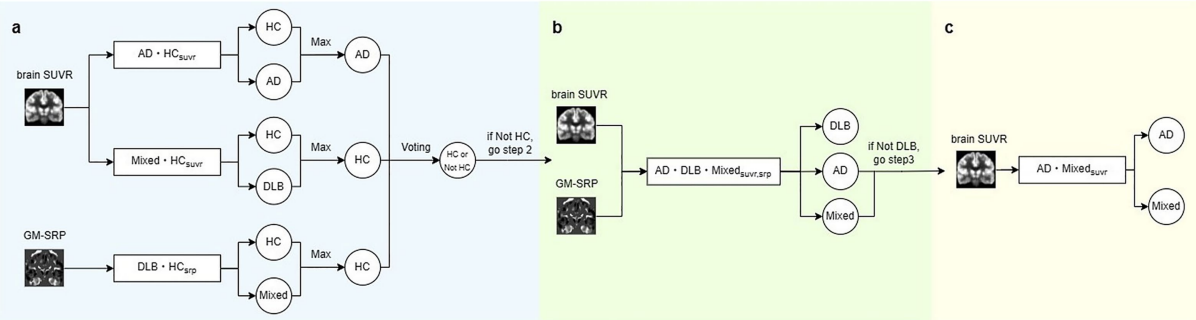 a
brain SUVR
AD・HCsuvr
HC
AD
Max
AD
Mixed・HCsuvr
HC
DLB
Max
HC
GM-SRP
DLB・HCsrp
HC
Mixed
Max
HC
Voting
HC or
Not HC
if Not HC,
go step 2
b
brain SUVR
GM-SRP
AD・DLB・Mixedsuvr,srp
DLB
AD
Mixed
if Not DLB,
go step3
c
brain SUVR
AD・Mixedsuvr
AD
Mixed